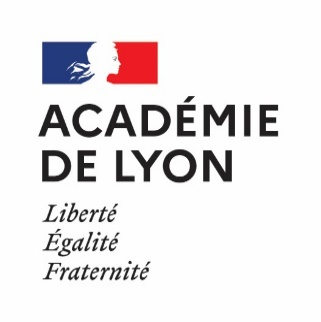 ACADÉMIE
DE LYON
Liberté
Égalité
Fraternité